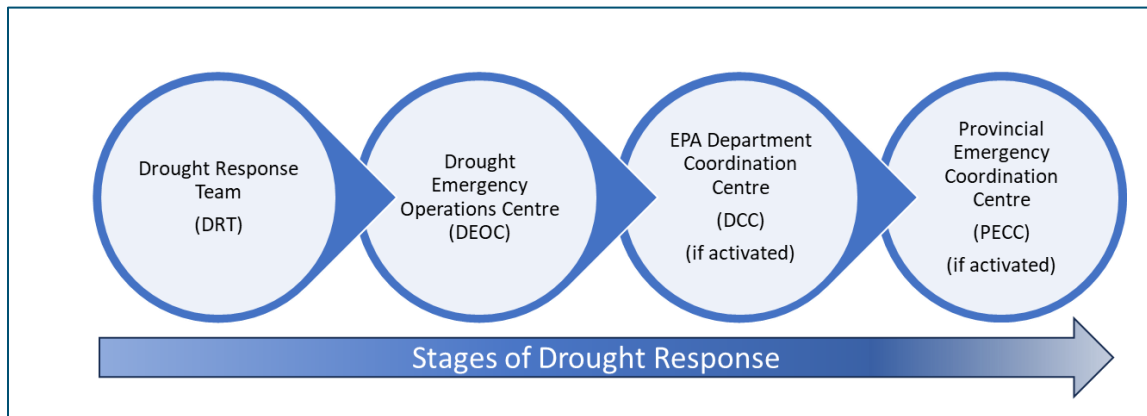 Drought Response
Team
(DRT)
Drought
Emergency
Operations Centre
(DEOC)
EPA Department
Coordination
Centre
(DCC)
(if activated)
Provincial
Emergency
Coordination
Centre
(PECC)
(if activated)
Stages of Drought Response